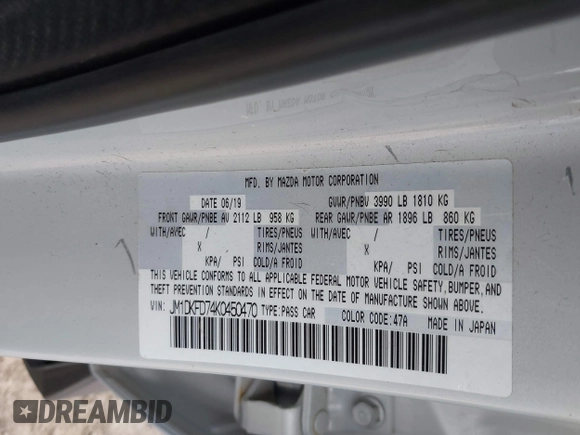 MFD. BY MAZDA MOTOR CORPORATION
DATE 06/19 GVWR/PNBV 3990 LB 1810 KG
FRONT GAWR/PNBE AV 2112 LB 958 KG REAR GAWR/PNBE AR 1896 LB 860 KG
WITH/AVEC / TIRES/PNEUS WITH/AVEC / TIRES/PNEUS
X RIMS/JANTES X RIMS/JANTES
KPA/ PSI COLD/A FROID KPA/ PSI COLD/A FROID
THIS VEHICLE CONFORMS TO ALL APPLICABLE FEDERAL MOTOR VEHICLE SAFETY, BUMPER, AND
THEFT PREVENTION STANDARDS IN EFFECT ON THE DATE OF MANUFACTURE SHOWN ABOVE.
VIN: JM1DKFD74K0450470 TYPE: PASS CAR COLOR CODE: 47A MADE IN JAPAN
DREAMBID